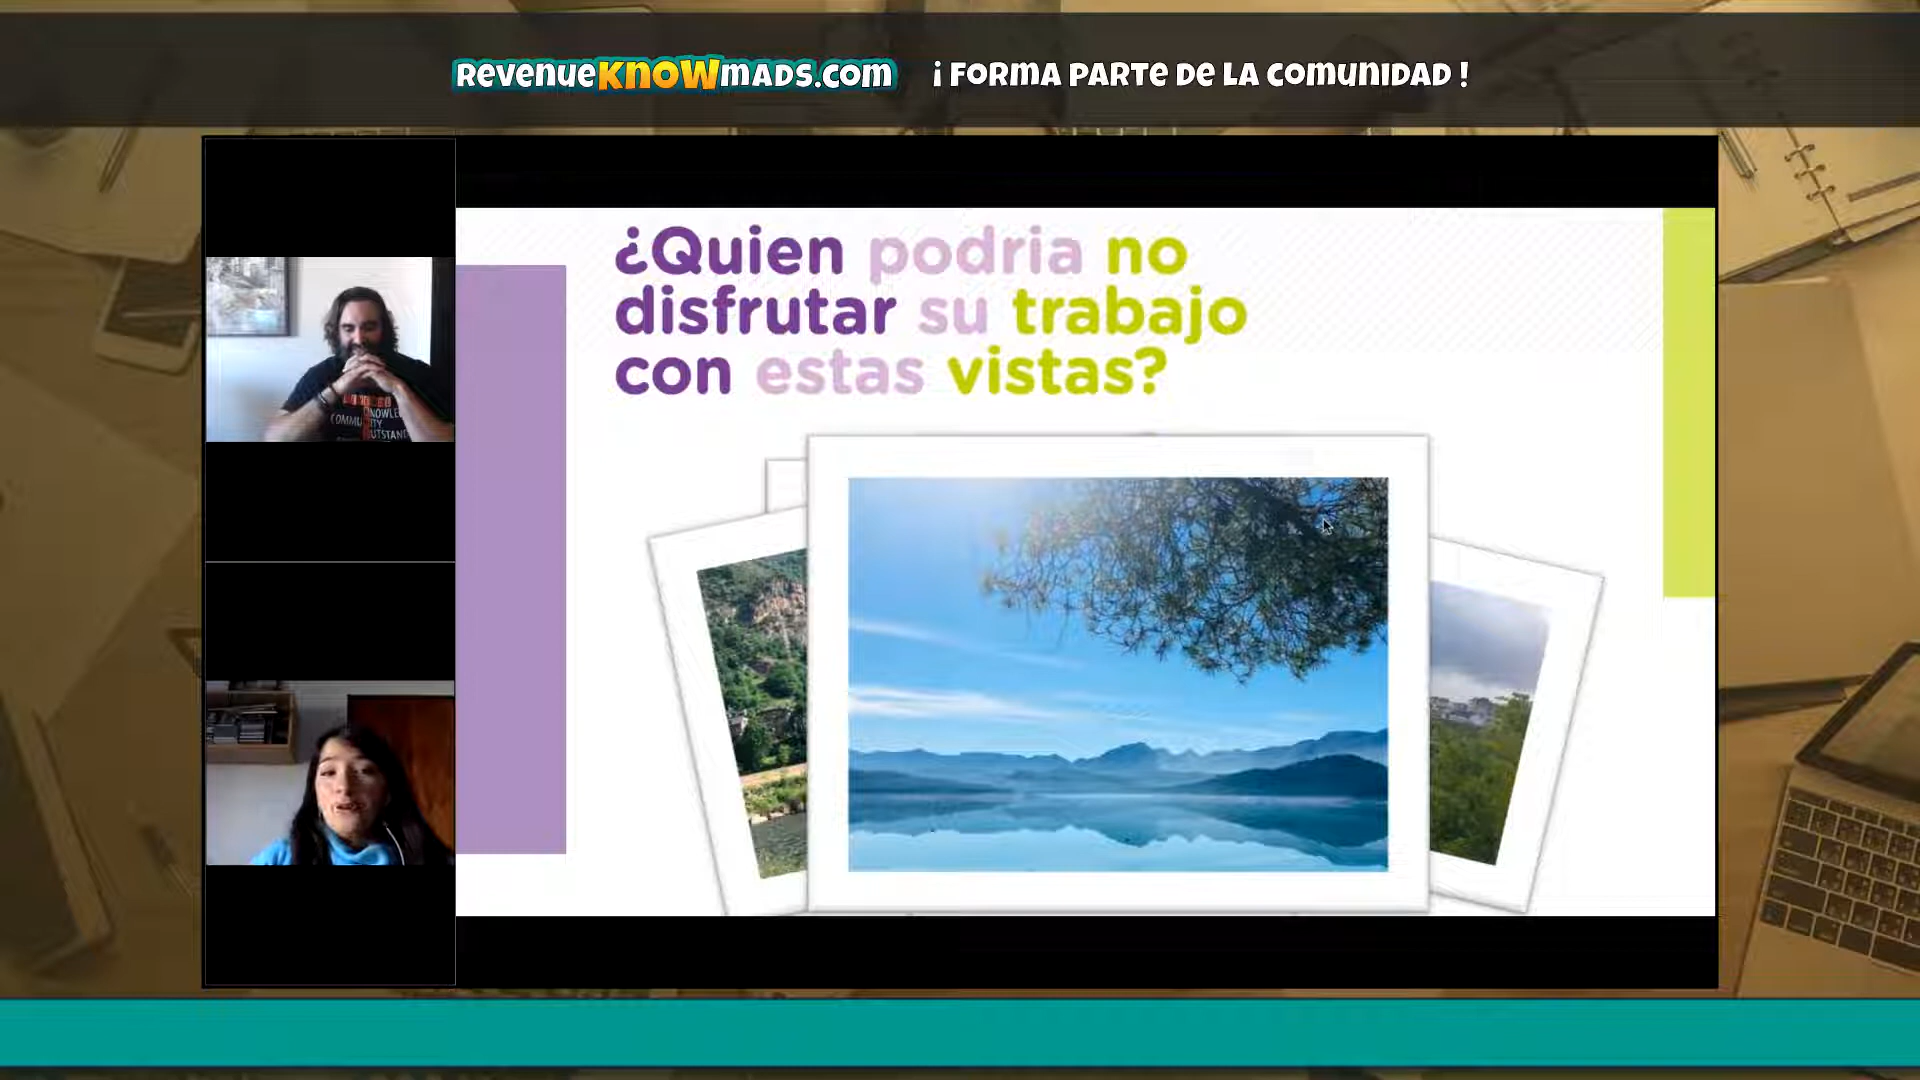 RevenueKNOWmads.com ¡ FORMA PARTE DE LA COMUNIDAD !
¿Quien podria no
disfrutar su trabajo
con estas vistas?